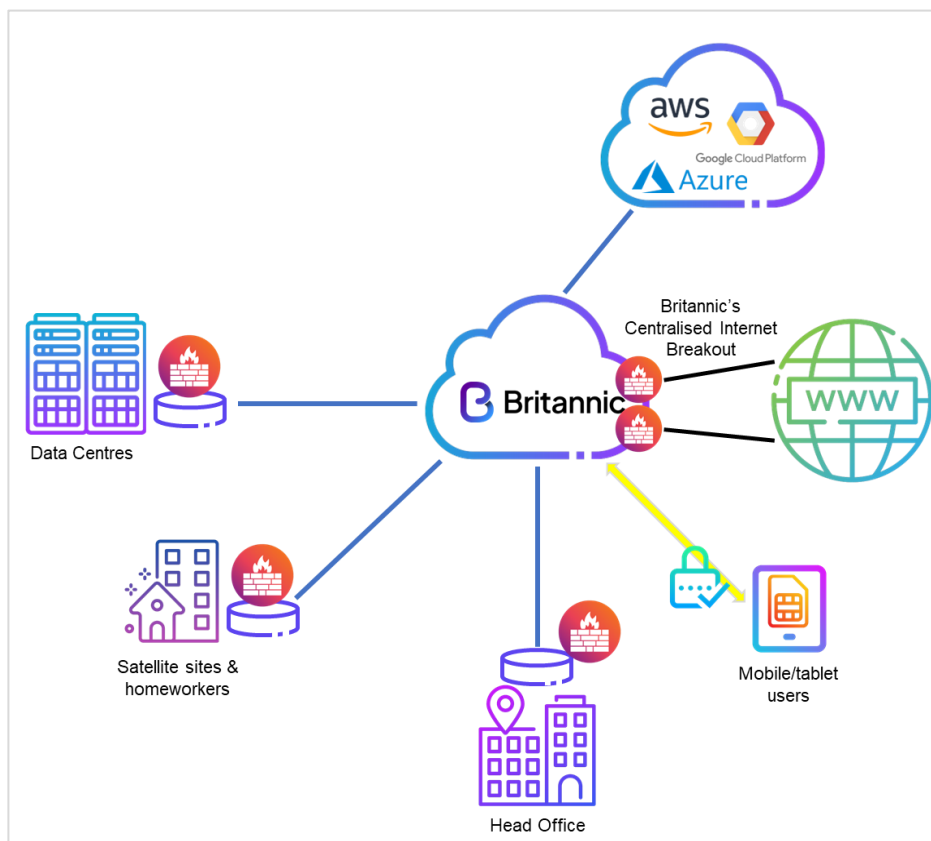 aws
Google Cloud Platform
Azure
Britannic's
Centralised Internet
Breakout
Britannic
WWW
Data Centres
Satellite sites &
homeworkers
Mobile/tablet
users
Head Office